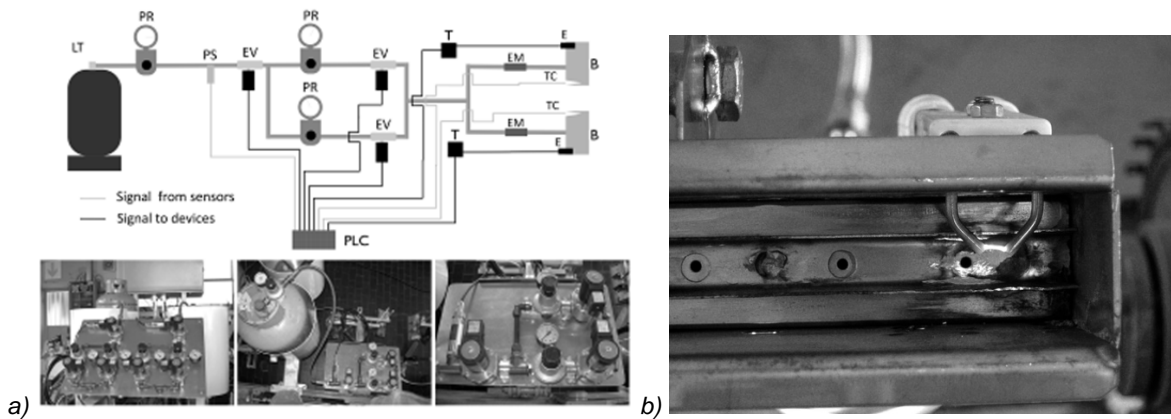 PR
LT
PS
EV
PR
EV
T
E
EM
B
TC
PR
EV
TC
EM
B
T
E
Signal from sensors
Signal to devices
PLC
a)
b)